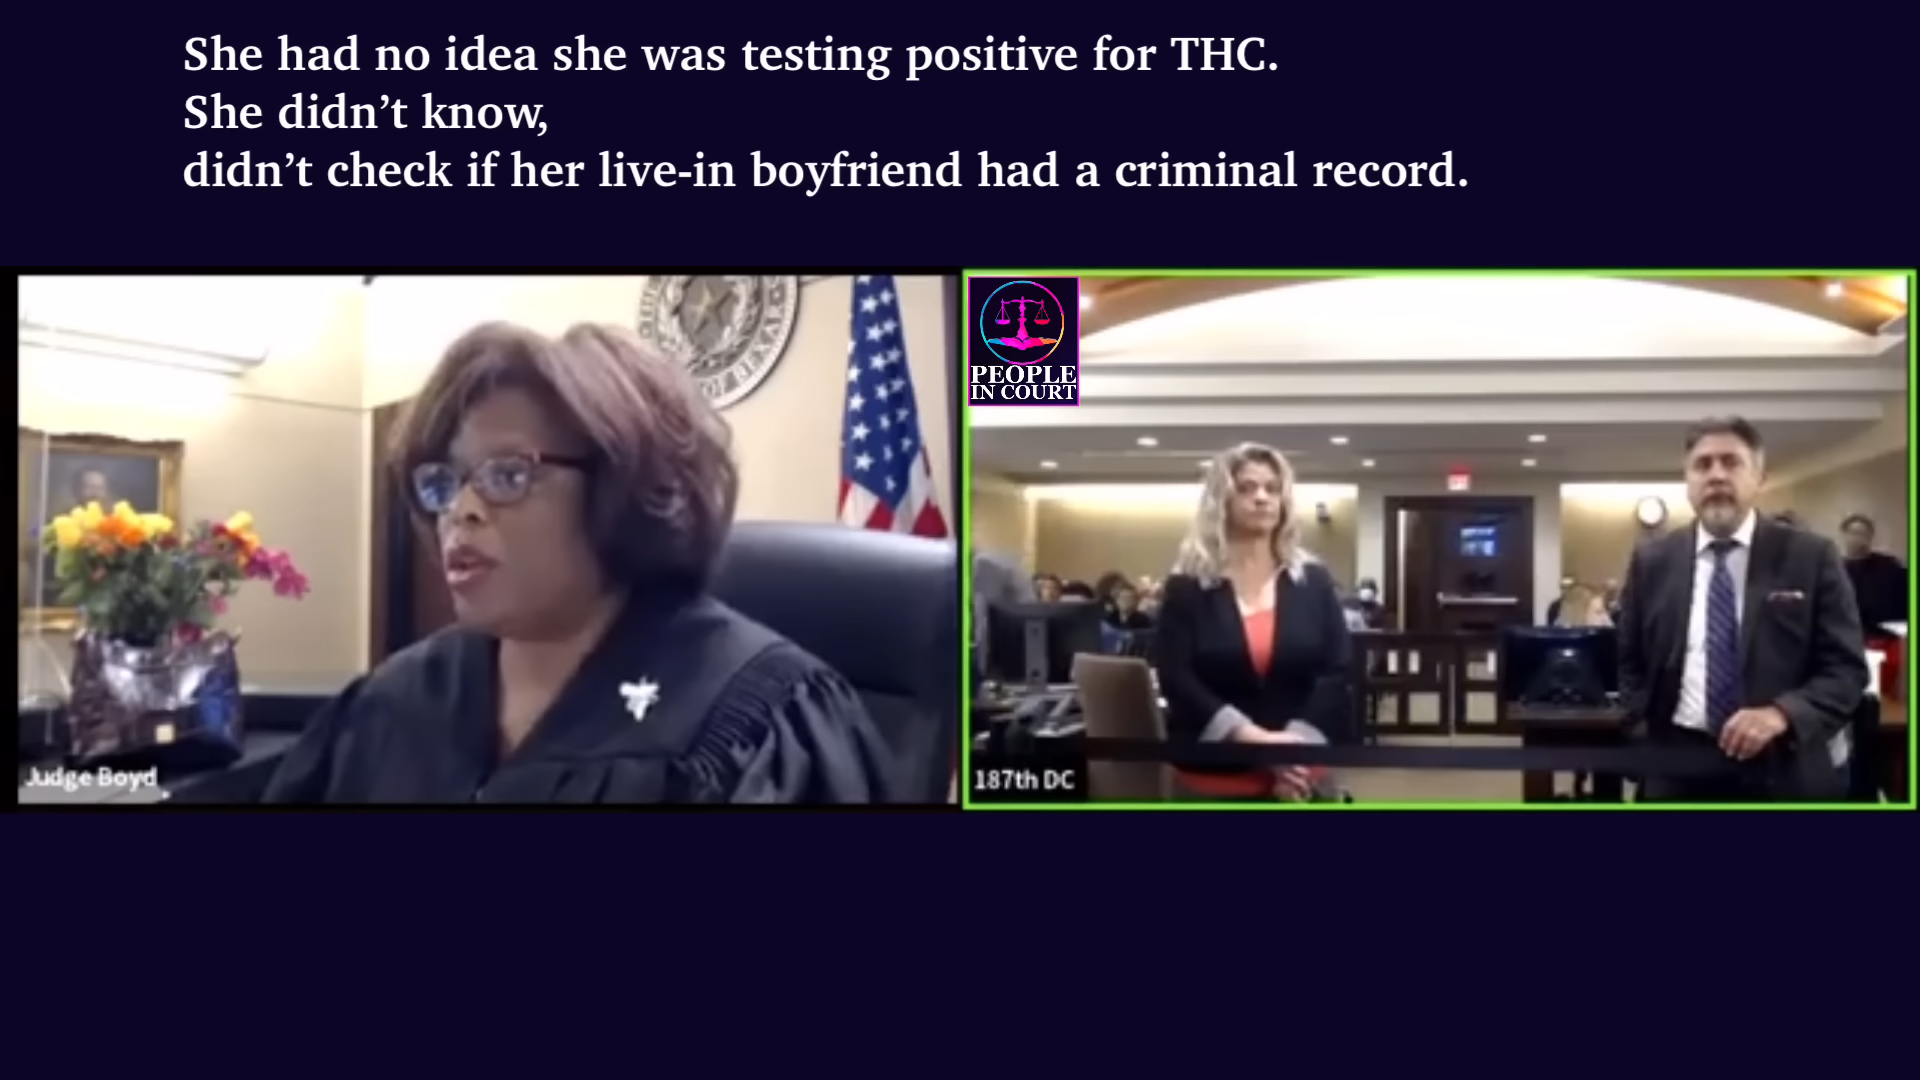 She had no idea she was testing positive for THC.
She didn’t know,
didn’t check if her live-in boyfriend had a criminal record.
PEOPLE
IN COURT
Judge Boyd
187th DC